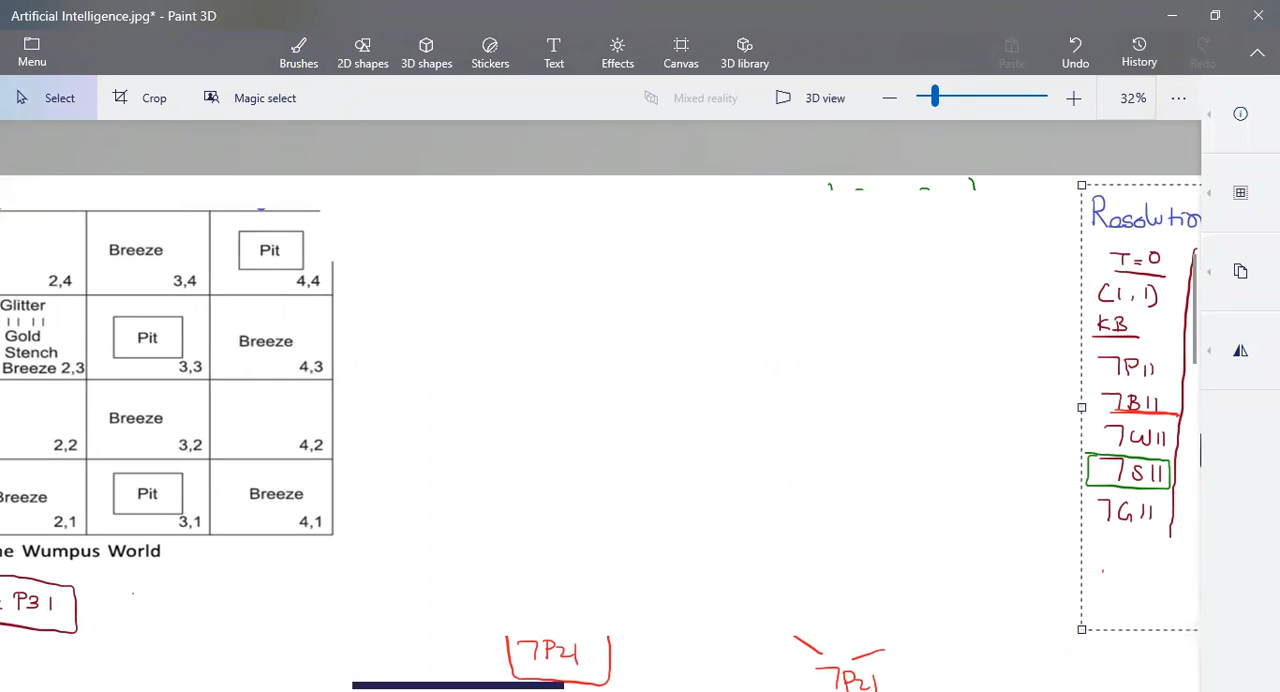 Artificial Intelligence.jpg* - Paint 3D
Menu
Brushes
2D shapes
3D shapes
Stickers
Text
Effects
Canvas
3D library
Paste
Undo
History
Redo
Select
Crop
Magic select
Mixed reality
3D view
32%
Breeze
Pit
2,4
3,4
4,4
Glitter
Gold
Stench
Breeze 2,3
Pit
3,3
Breeze
4,3
2,2
Breeze
3,2
4,2
Breeze
2,1
Pit
3,1
Breeze
4,1
he Wumpus World
P31
¬P21
¬P21
Resolution
T=0
(1,1)
KB
¬P11
¬B11
¬W11
¬S11
¬G11